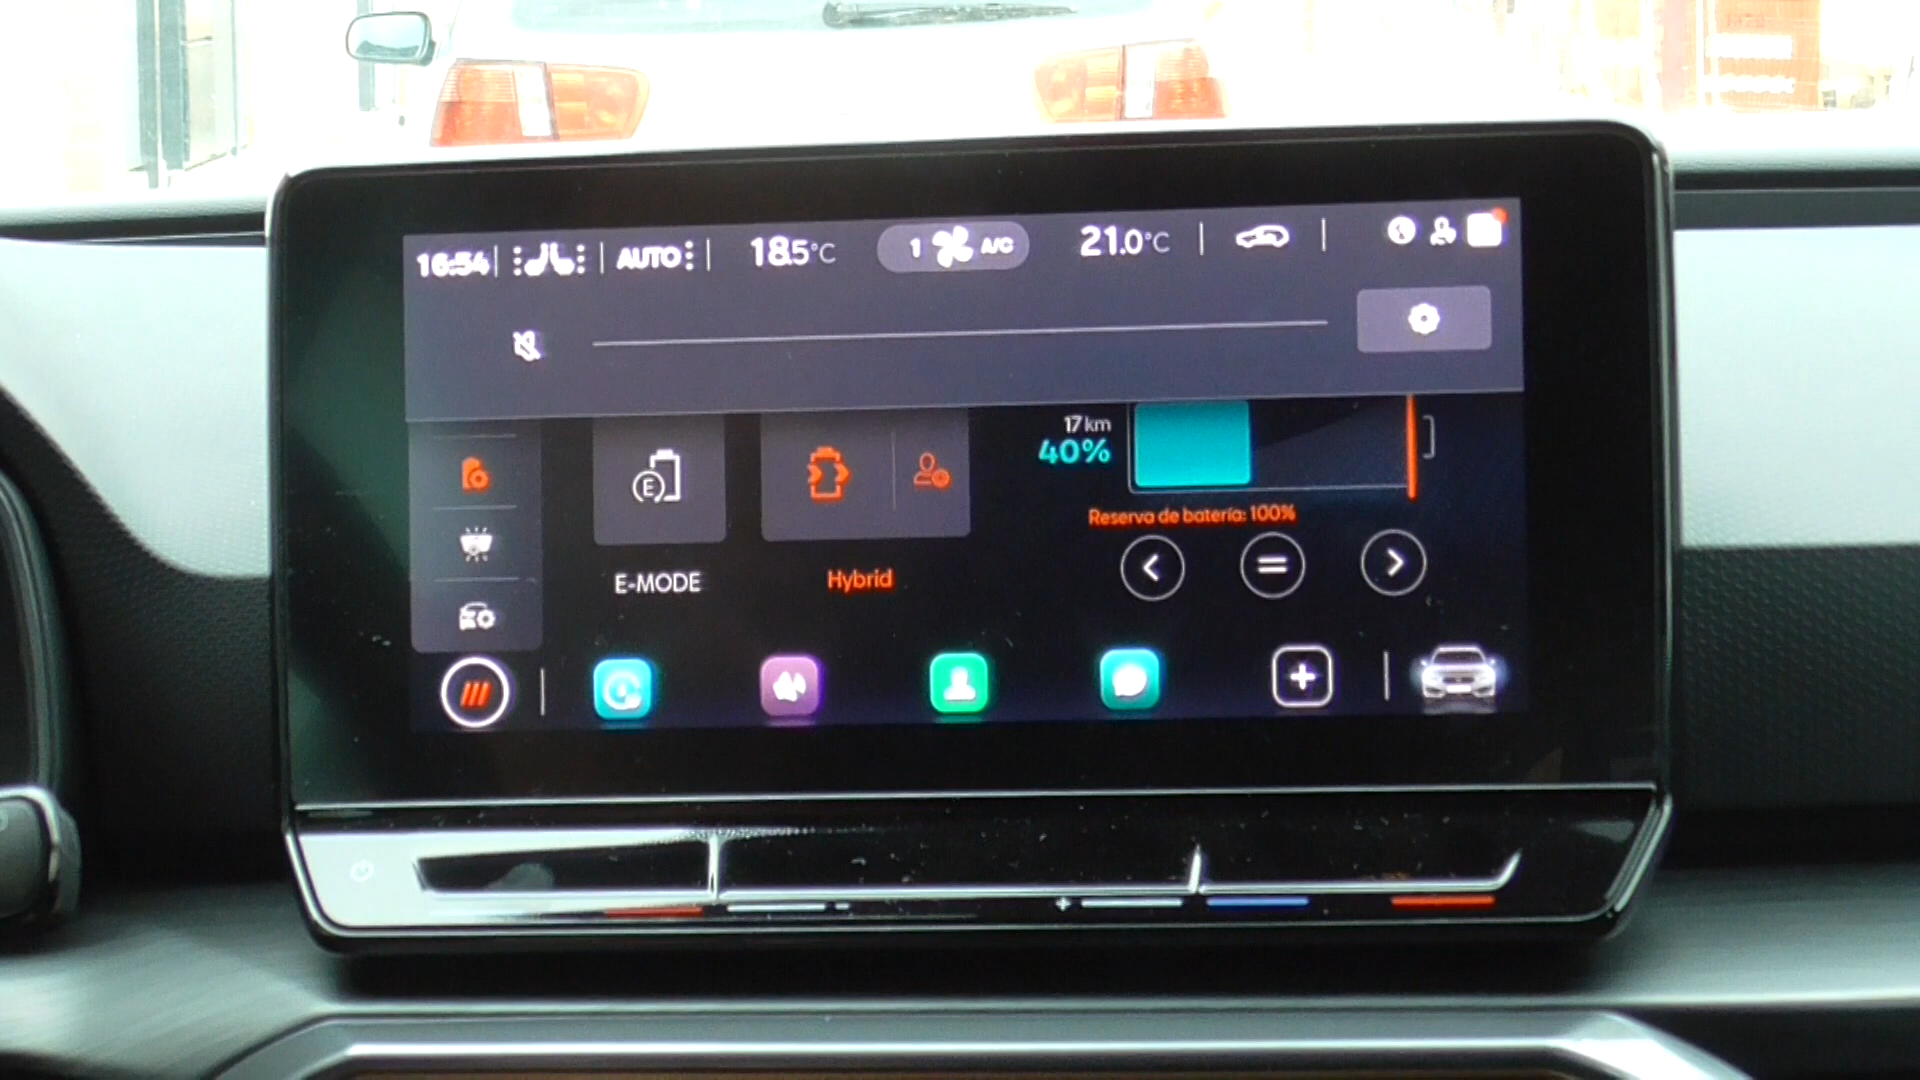 16:54 AUTO 18.5°C 1 A/C 21.0°C
17 km
40%
E
Reserva de batería: 100%
E-MODE
Hybrid